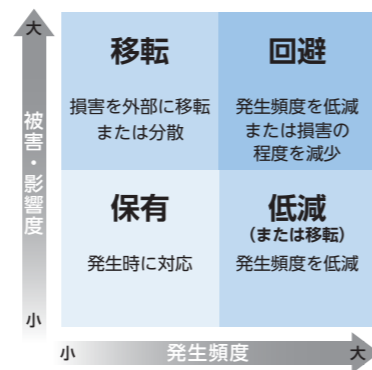 大
被害・影響度
小
移転
損害を外部に移転
または分散
回避
発生頻度を低減
または損害の
程度を減少
保有
発生時に対応
低減
(または移転)
発生頻度を低減
小
発生頻度
大